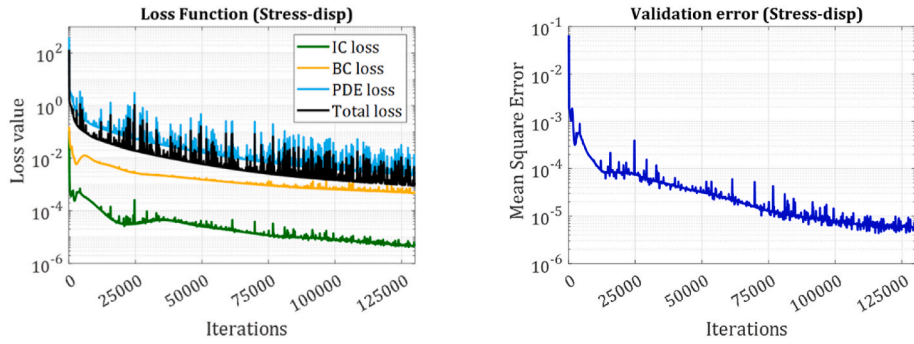 Loss Function (Stress-disp)
Loss value
10^2
10^0
10^-2
10^-4
10^-6
IC loss
BC loss
PDE loss
Total loss
0
25000
50000
75000
100000
125000
Iterations
Validation error (Stress-disp)
Mean Square Error
10^-1
10^-2
10^-3
10^-4
10^-5
10^-6
0
25000
50000
75000
100000
125000
Iterations